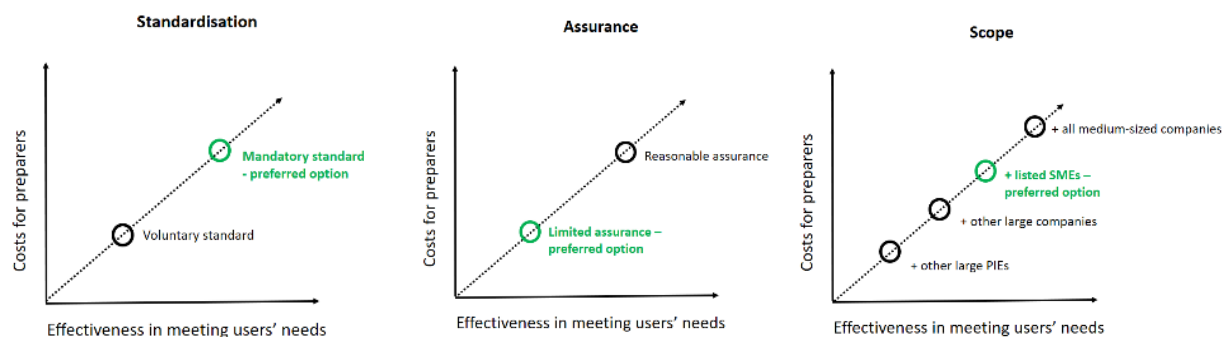 Standardisation
Costs for preparers
Mandatory standard
- preferred option
Voluntary standard
Effectiveness in meeting users' needs
Assurance
Costs for preparers
Reasonable assurance
Limited assurance –
preferred option
Effectiveness in meeting users' needs
Scope
Costs for preparers
+ all medium-sized companies
+ listed SMEs –
preferred option
+ other large companies
+ other large PIEs
Effectiveness in meeting users' needs